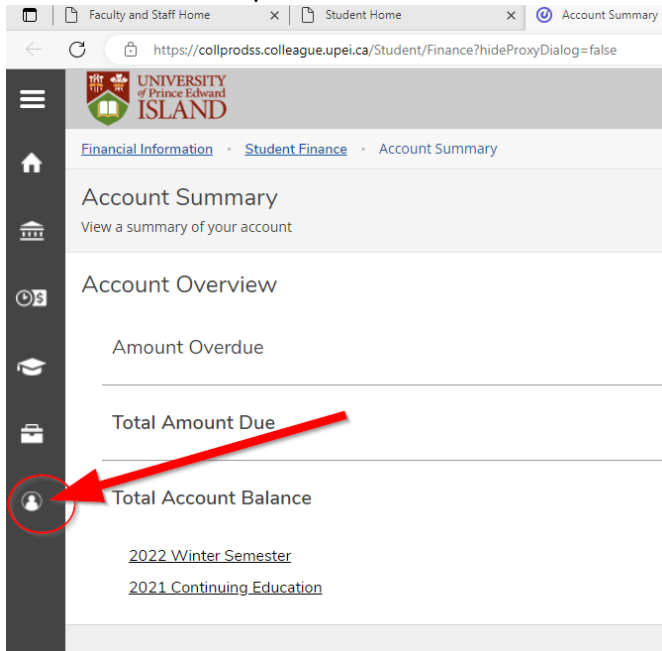 Faculty and Staff Home
Student Home
Account Summary
https://collprodss.colleague.upei.ca/Student/Finance?hideProxyDialog=false
UNIVERSITY
of Prince Edward
ISLAND
Financial Information · Student Finance · Account Summary
Account Summary
View a summary of your account
Account Overview
Amount Overdue
Total Amount Due
Total Account Balance
2022 Winter Semester
2021 Continuing Education